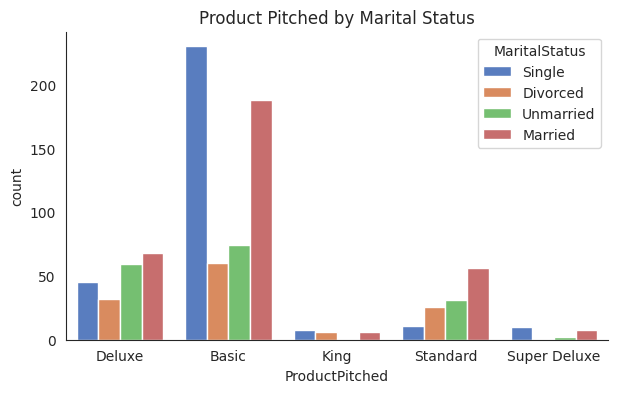 Product Pitched by Marital Status
MaritalStatus
Single
Divorced
Unmarried
Married
count
200
150
100
50
0
Deluxe Basic King Standard Super Deluxe
ProductPitched